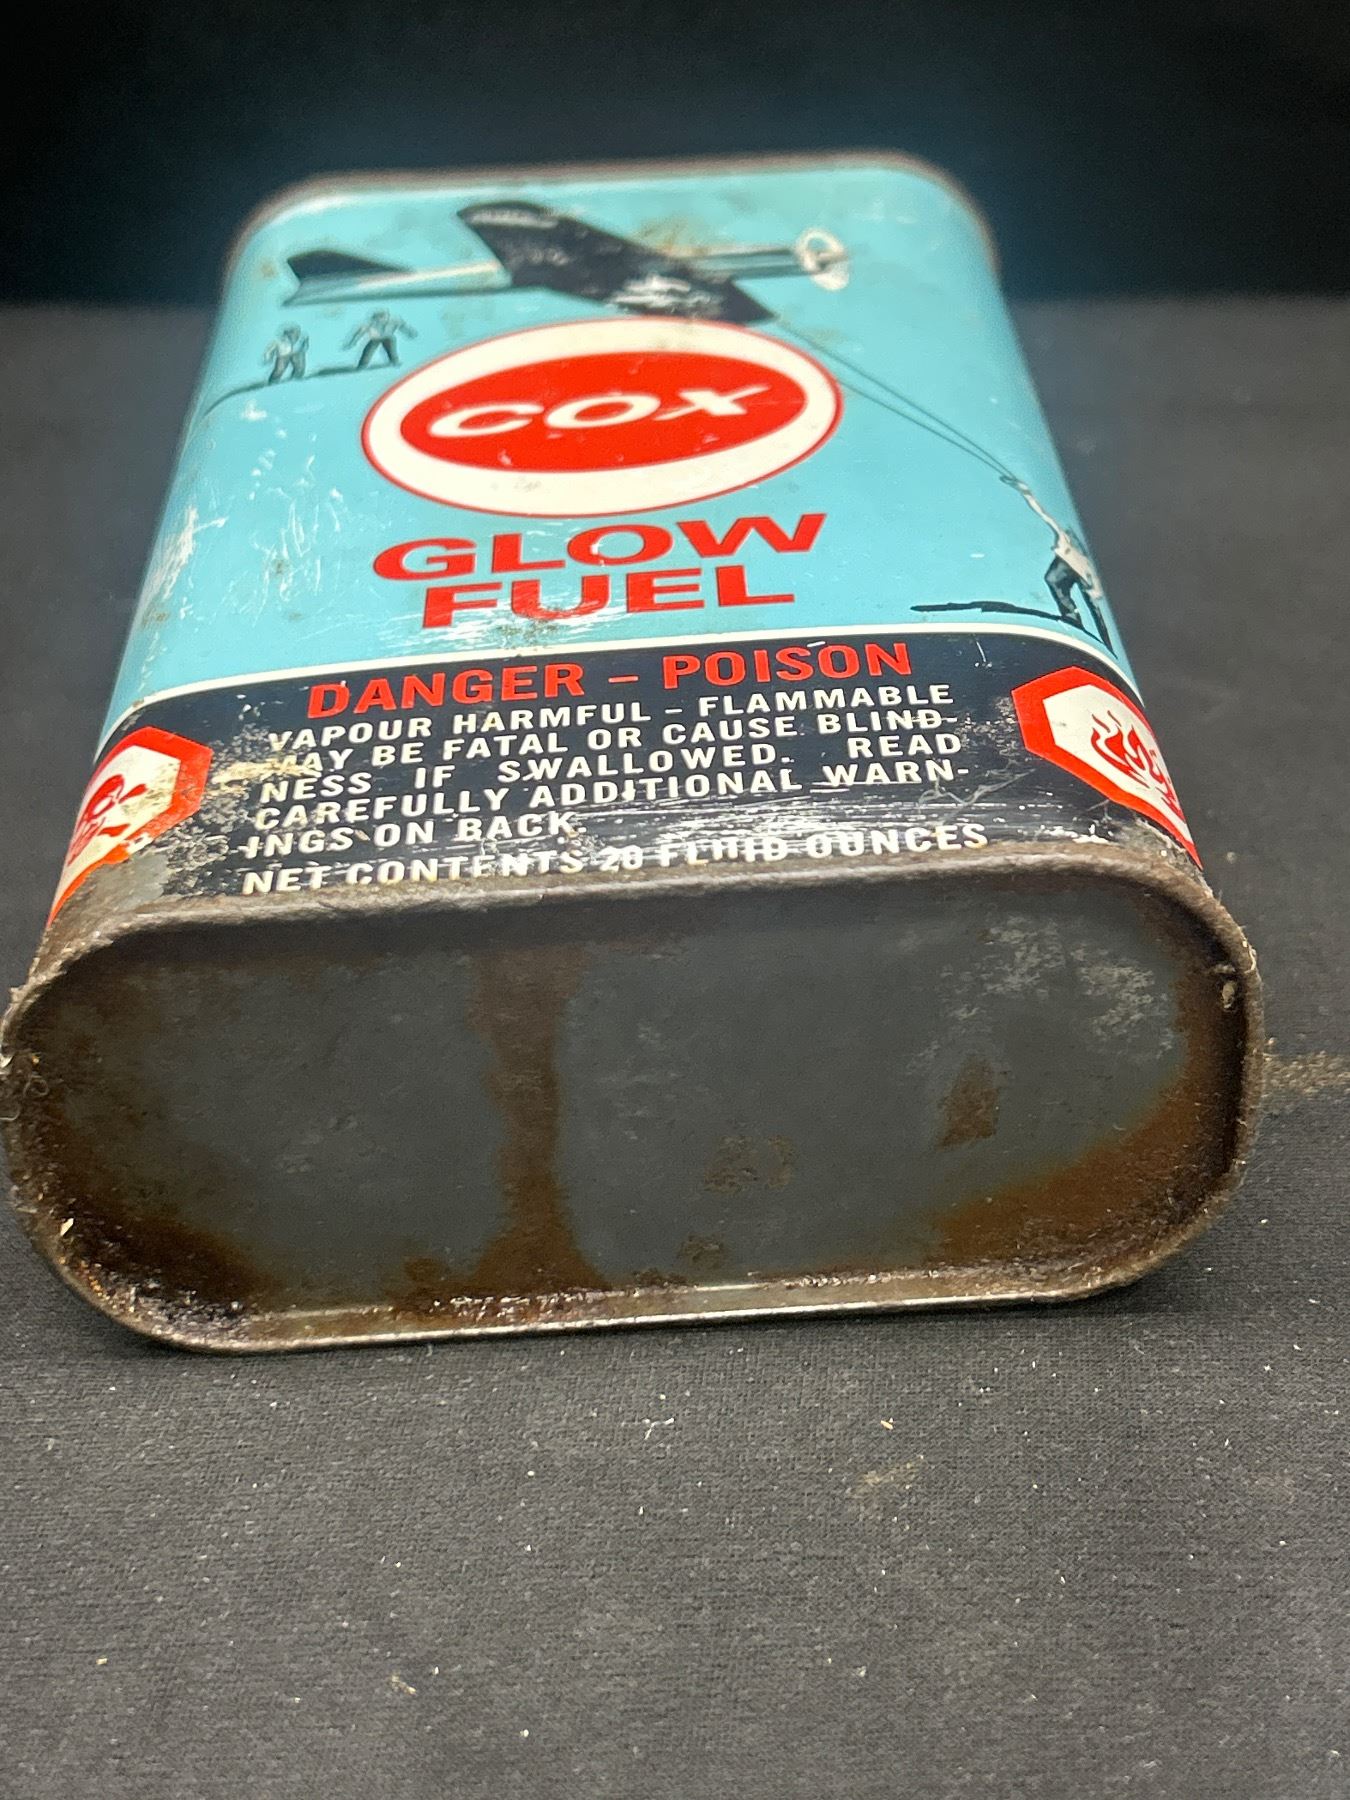 COX
GLOW
FUEL
DANGER - POISON
VAPOUR HARMFUL - FLAMMABLE
MAY BE FATAL OR CAUSE BLIND-
NESS IF SWALLOWED. READ
CAREFULLY ADDITIONAL WARN-
INGS ON BACK.
NET CONTENTS 20 FLUID OUNCES